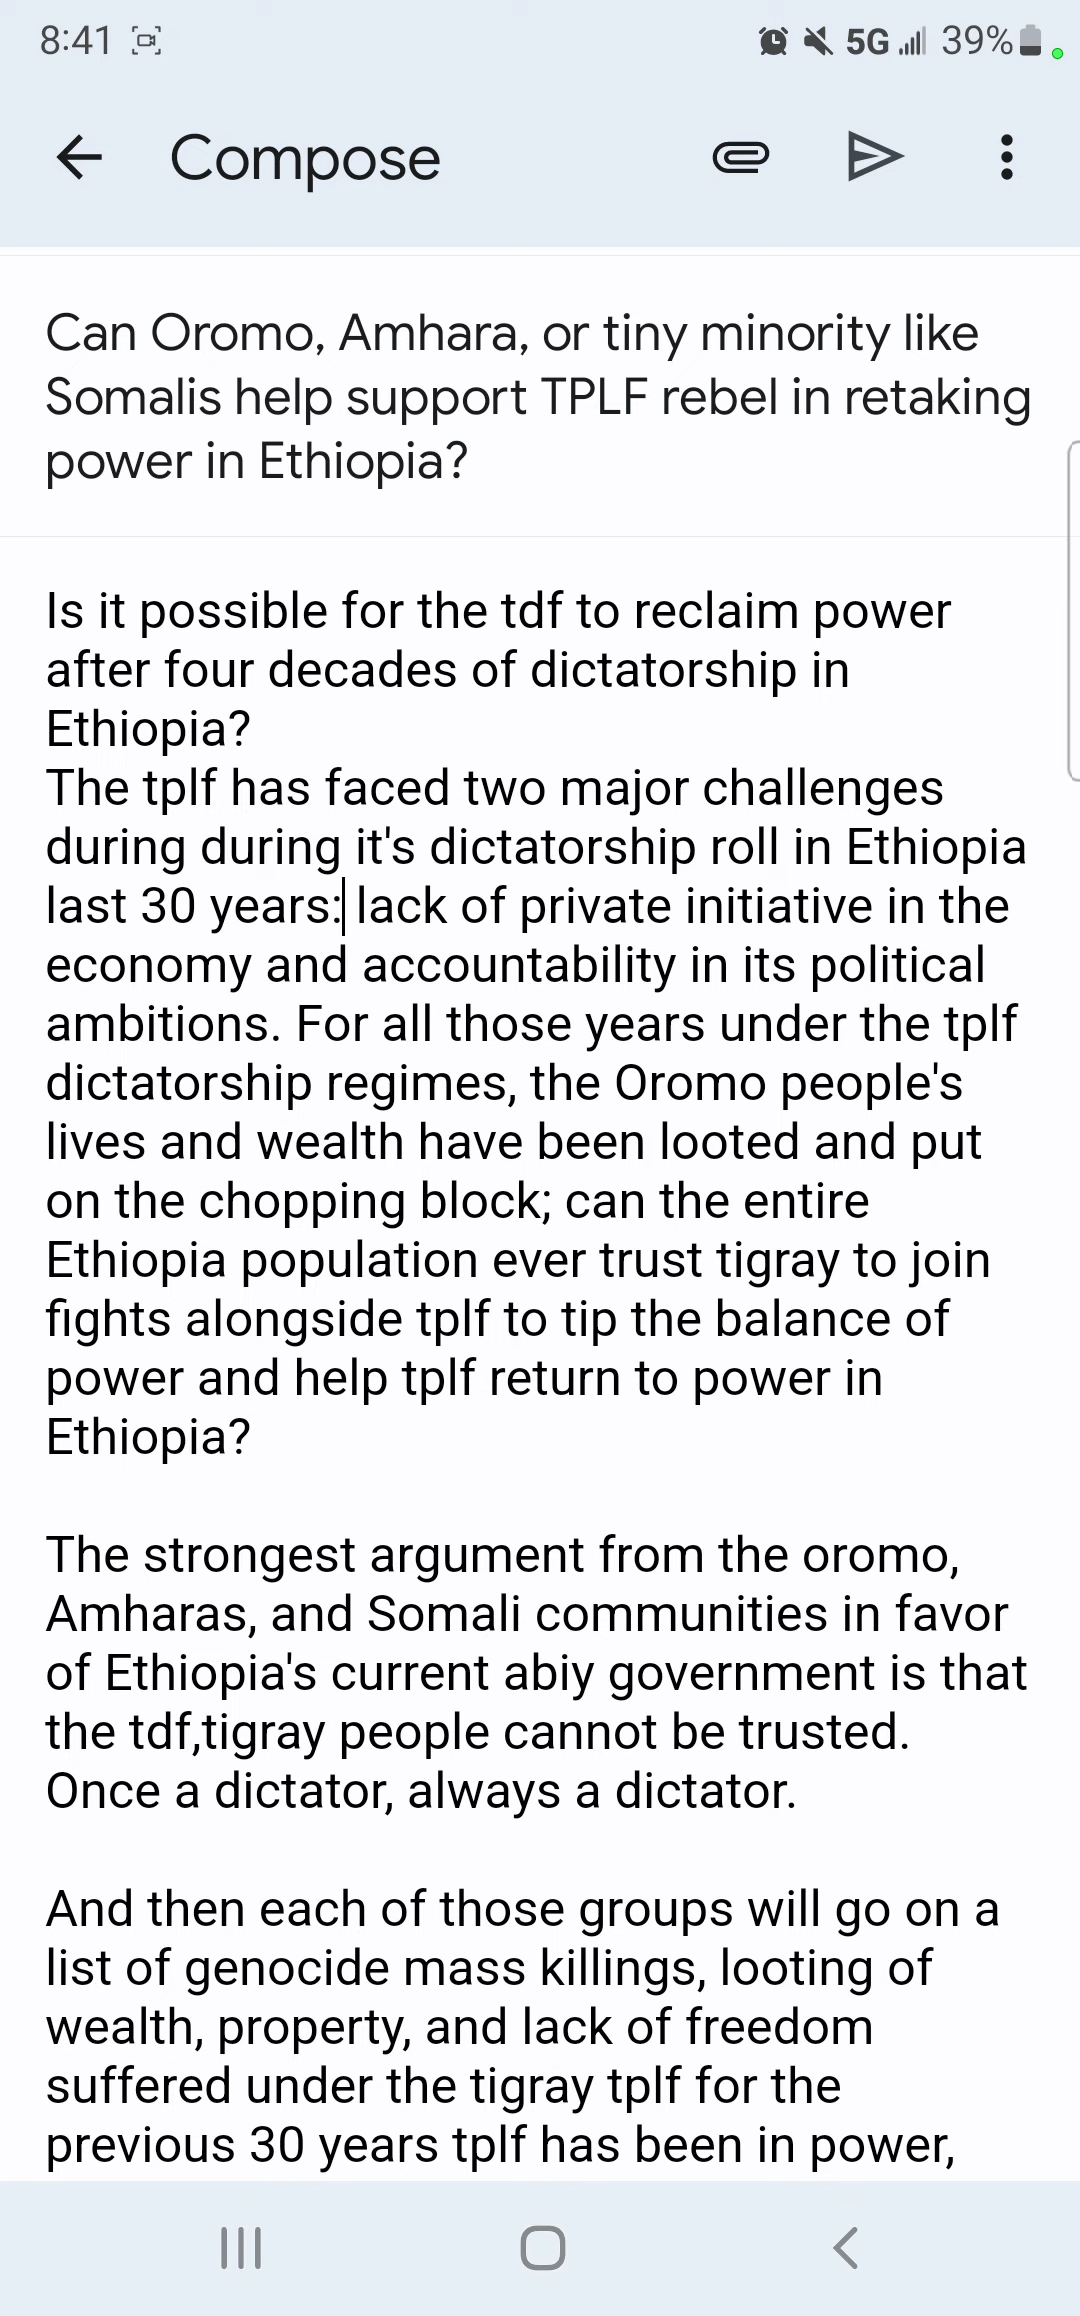 8:41
5G 39%
Compose
Can Oromo, Amhara, or tiny minority like
Somalis help support TPLF rebel in retaking
power in Ethiopia?
Is it possible for the tdf to reclaim power
after four decades of dictatorship in
Ethiopia?
The tplf has faced two major challenges
during during it's dictatorship roll in Ethiopia
last 30 years: lack of private initiative in the
economy and accountability in its political
ambitions. For all those years under the tplf
dictatorship regimes, the Oromo people's
lives and wealth have been looted and put
on the chopping block; can the entire
Ethiopia population ever trust tigray to join
fights alongside tplf to tip the balance of
power and help tplf return to power in
Ethiopia?
The strongest argument from the oromo,
Amharas, and Somali communities in favor
of Ethiopia's current abiy government is that
the tdf,tigray people cannot be trusted.
Once a dictator, always a dictator.
And then each of those groups will go on a
list of genocide mass killings, looting of
wealth, property, and lack of freedom
suffered under the tigray tplf for the
previous 30 years tplf has been in power,